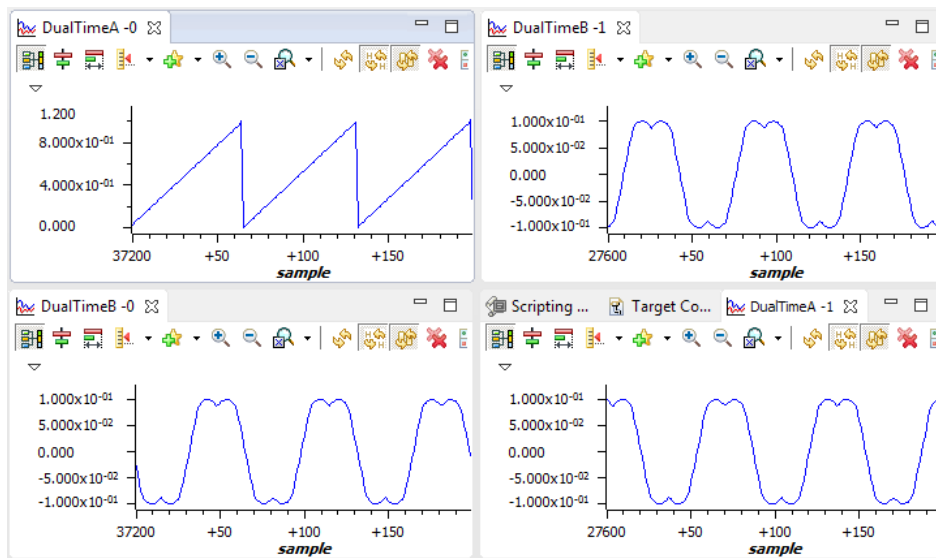 DualTimeA -0
1.200
8.000x10-01
4.000x10-01
0.000
37200 +50 +100 +150
sample
DualTimeB -1
1.000x10-01
5.000x10-02
0.000
-5.000x10-02
-1.000x10-01
27600 +50 +100 +150
sample
DualTimeB -0
1.000x10-01
5.000x10-02
0.000
-5.000x10-02
-1.000x10-01
37200 +50 +100 +150
sample
Scripting ... Target Co... DualTimeA -1
1.000x10-01
5.000x10-02
0.000
-5.000x10-02
-1.000x10-01
27600 +50 +100 +150
sample